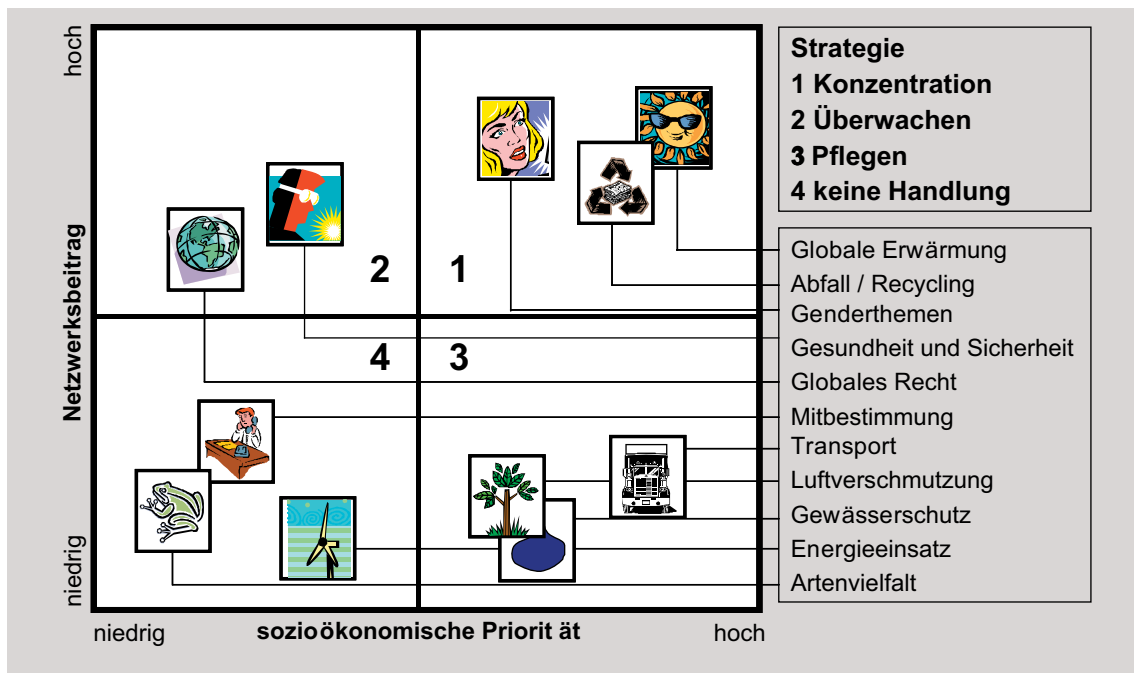 hoch
Netzwerksbeitrag
niedrig
2
1
4
3
niedrig
sozioökonomische Priorit ät
hoch
Strategie
1 Konzentration
2 Überwachen
3 Pflegen
4 keine Handlung
Globale Erwärmung
Abfall / Recycling
Genderthemen
Gesundheit und Sicherheit
Globales Recht
Mitbestimmung
Transport
Luftverschmutzung
Gewässerschutz
Energieeinsatz
Artenvielfalt